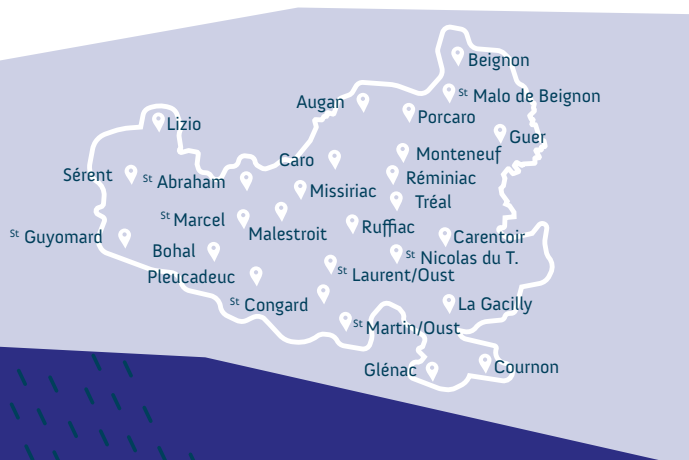 Beignon
St Malo de Beignon
Augan
Porcaro
Lizio
Guer
Monteneuf
Caro
Sérent
St Abraham
Réminiac
Missiriac
Tréal
St Marcel
Ruffiac
Malestroit
St Guyomard
Carentoir
Bohal
St Nicolas du T.
Pleucadeuc
St Laurent/Oust
St Congard
La Gacilly
St Martin/Oust
Glénac
Cournon